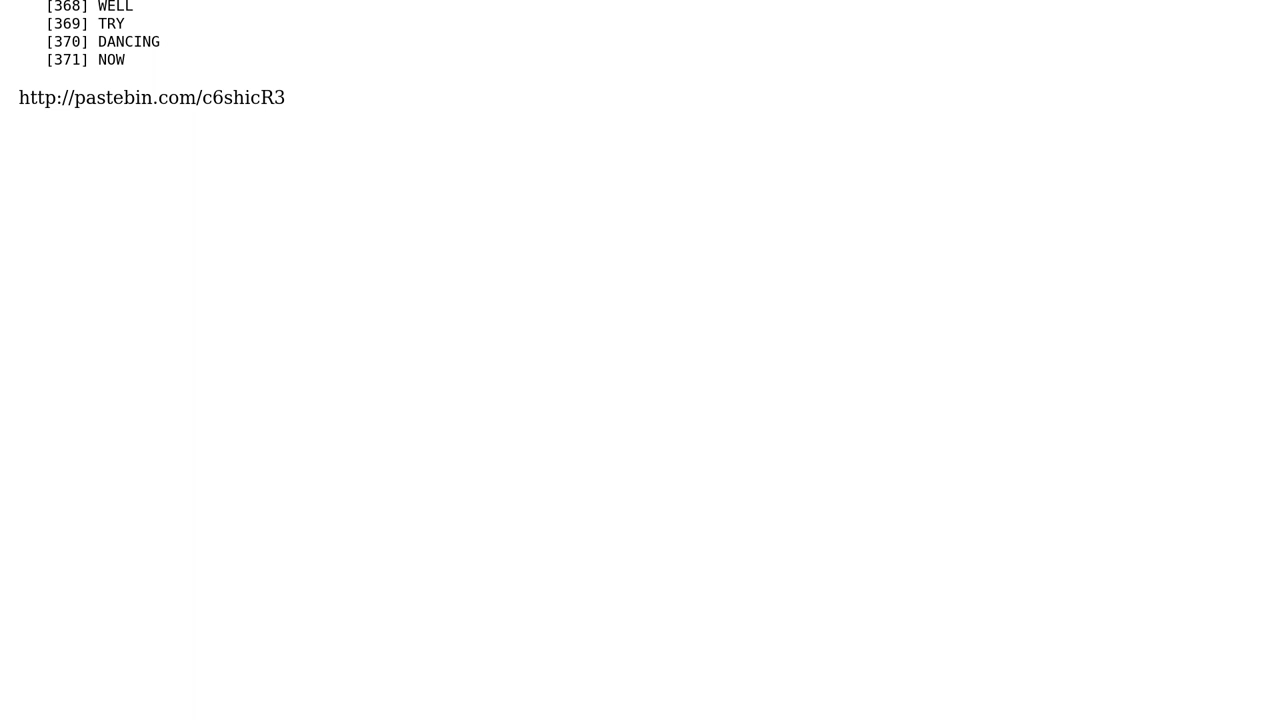 [368] WELL
[369] TRY
[370] DANCING
[371] NOW
http://pastebin.com/c6shicR3